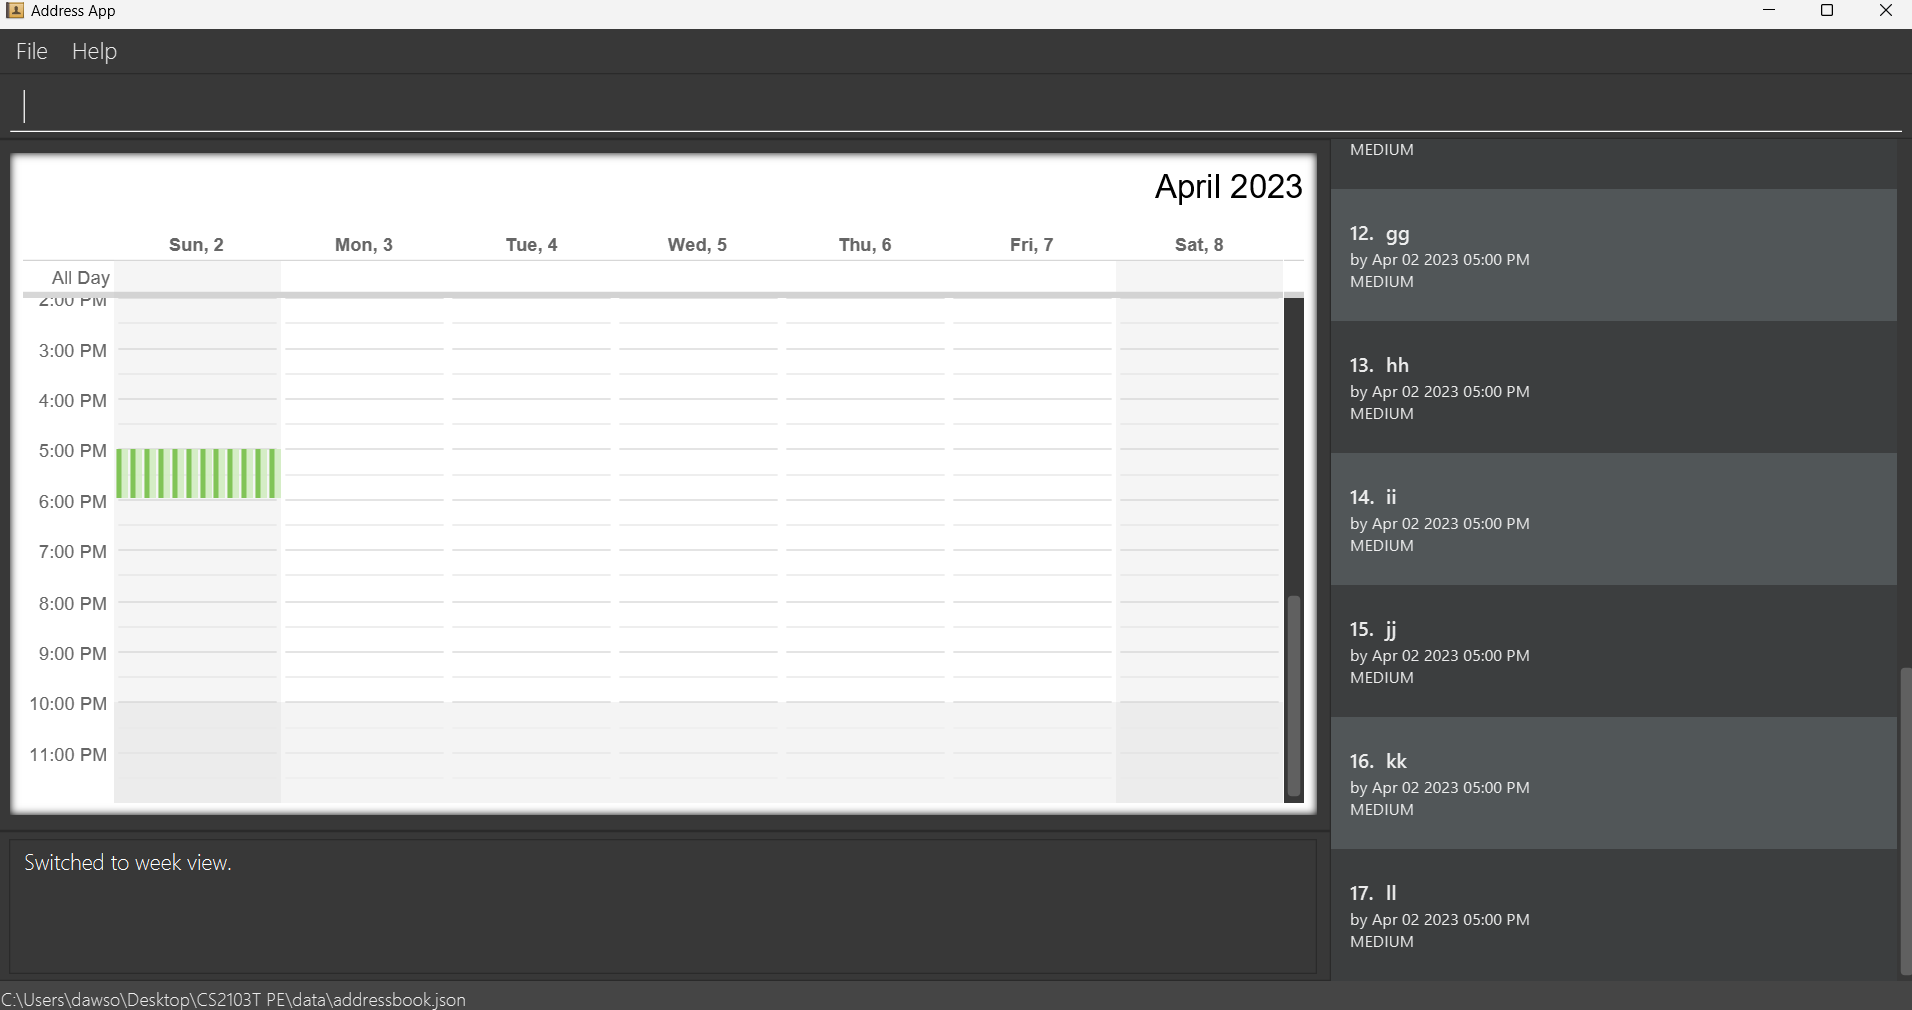 Address App
File Help
April 2023
Sun, 2 Mon, 3 Tue, 4 Wed, 5 Thu, 6 Fri, 7 Sat, 8
All Day
2:00 PM
3:00 PM
4:00 PM
5:00 PM
6:00 PM
7:00 PM
8:00 PM
9:00 PM
10:00 PM
11:00 PM
Switched to week view.
MEDIUM
12. gg
by Apr 02 2023 05:00 PM
MEDIUM
13. hh
by Apr 02 2023 05:00 PM
MEDIUM
14. ii
by Apr 02 2023 05:00 PM
MEDIUM
15. jj
by Apr 02 2023 05:00 PM
MEDIUM
16. kk
by Apr 02 2023 05:00 PM
MEDIUM
17. ll
by Apr 02 2023 05:00 PM
MEDIUM
C:\Users\dawso\Desktop\CS2103T PE\data\addressbook.json